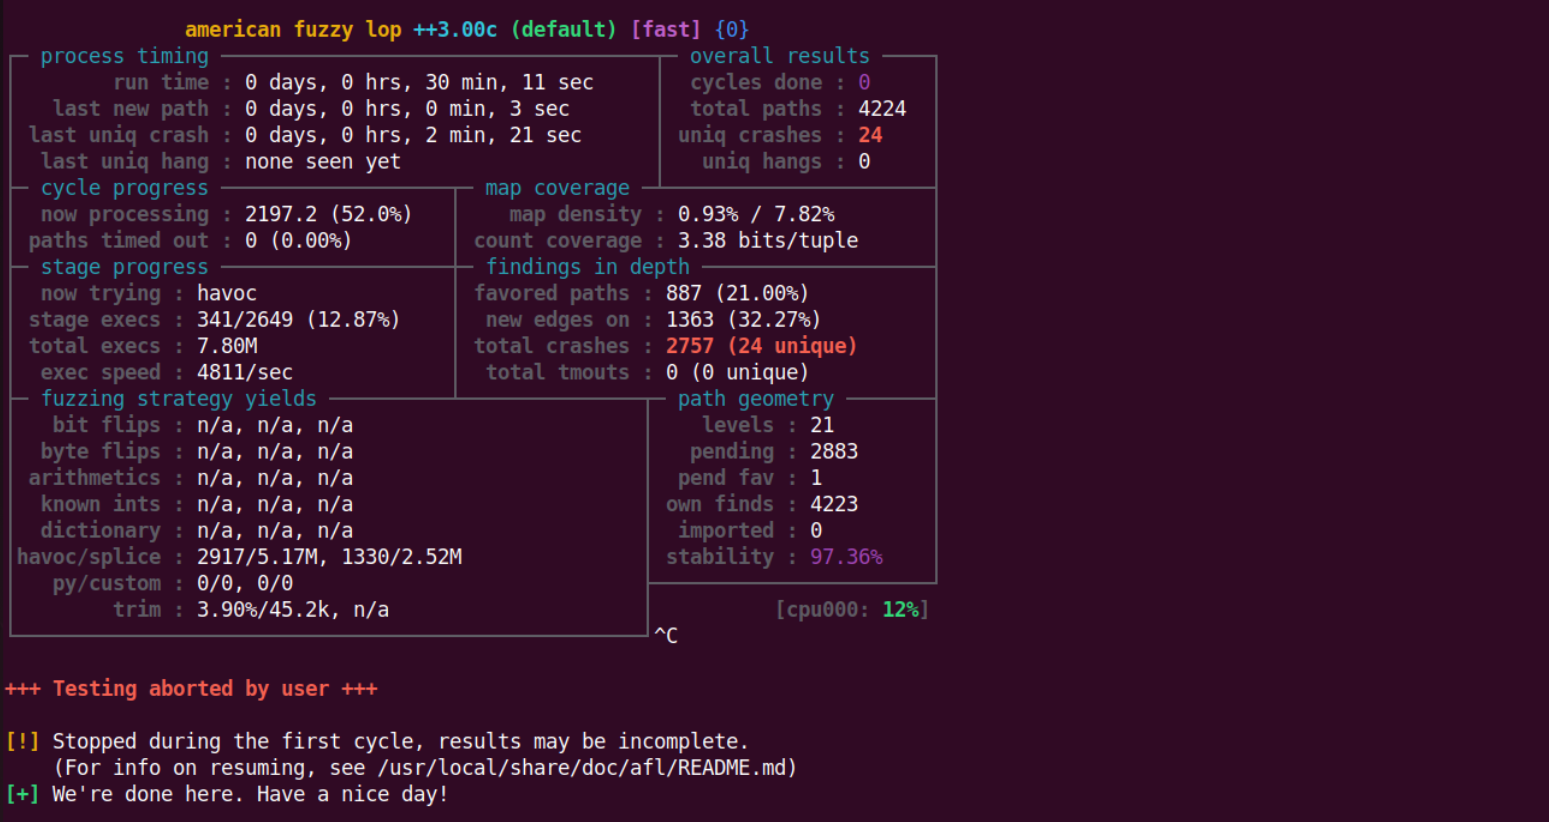 american fuzzy lop ++3.00c (default) [fast] {0}
process timing overall results
run time : 0 days, 0 hrs, 30 min, 11 sec cycles done : 0
last new path : 0 days, 0 hrs, 0 min, 3 sec total paths : 4224
last uniq crash : 0 days, 0 hrs, 2 min, 21 sec uniq crashes : 24
last uniq hang : none seen yet uniq hangs : 0
cycle progress map coverage
now processing : 2197.2 (52.0%) map density : 0.93% / 7.82%
paths timed out : 0 (0.00%) count coverage : 3.38 bits/tuple
stage progress findings in depth
now trying : havoc favored paths : 887 (21.00%)
stage execs : 341/2649 (12.87%) new edges on : 1363 (32.27%)
total execs : 7.80M total crashes : 2757 (24 unique)
exec speed : 4811/sec total tmouts : 0 (0 unique)
fuzzing strategy yields path geometry
bit flips : n/a, n/a, n/a levels : 21
byte flips : n/a, n/a, n/a pending : 2883
arithmetics : n/a, n/a, n/a pend fav : 1
known ints : n/a, n/a, n/a own finds : 4223
dictionary : n/a, n/a, n/a imported : 0
havoc/splice : 2917/5.17M, 1330/2.52M stability : 97.36%
py/custom : 0/0, 0/0
trim : 3.90%/45.2k, n/a [cpu000: 12%]
^C
+++ Testing aborted by user +++
[!] Stopped during the first cycle, results may be incomplete.
(For info on resuming, see /usr/local/share/doc/afl/README.md)
[+] We're done here. Have a nice day!